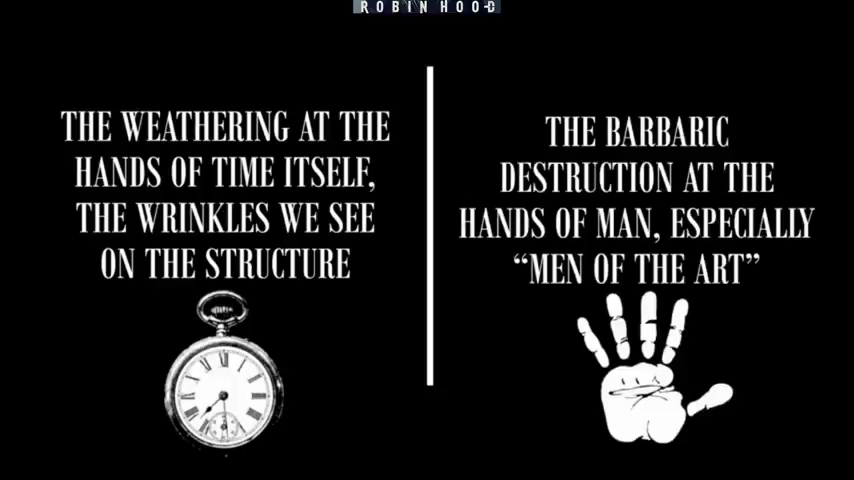 ROBIN HOOD
THE WEATHERING AT THE
HANDS OF TIME ITSELF,
THE WRINKLES WE SEE
ON THE STRUCTURE
THE BARBARIC
DESTRUCTION AT THE
HANDS OF MAN, ESPECIALLY
“MEN OF THE ART”